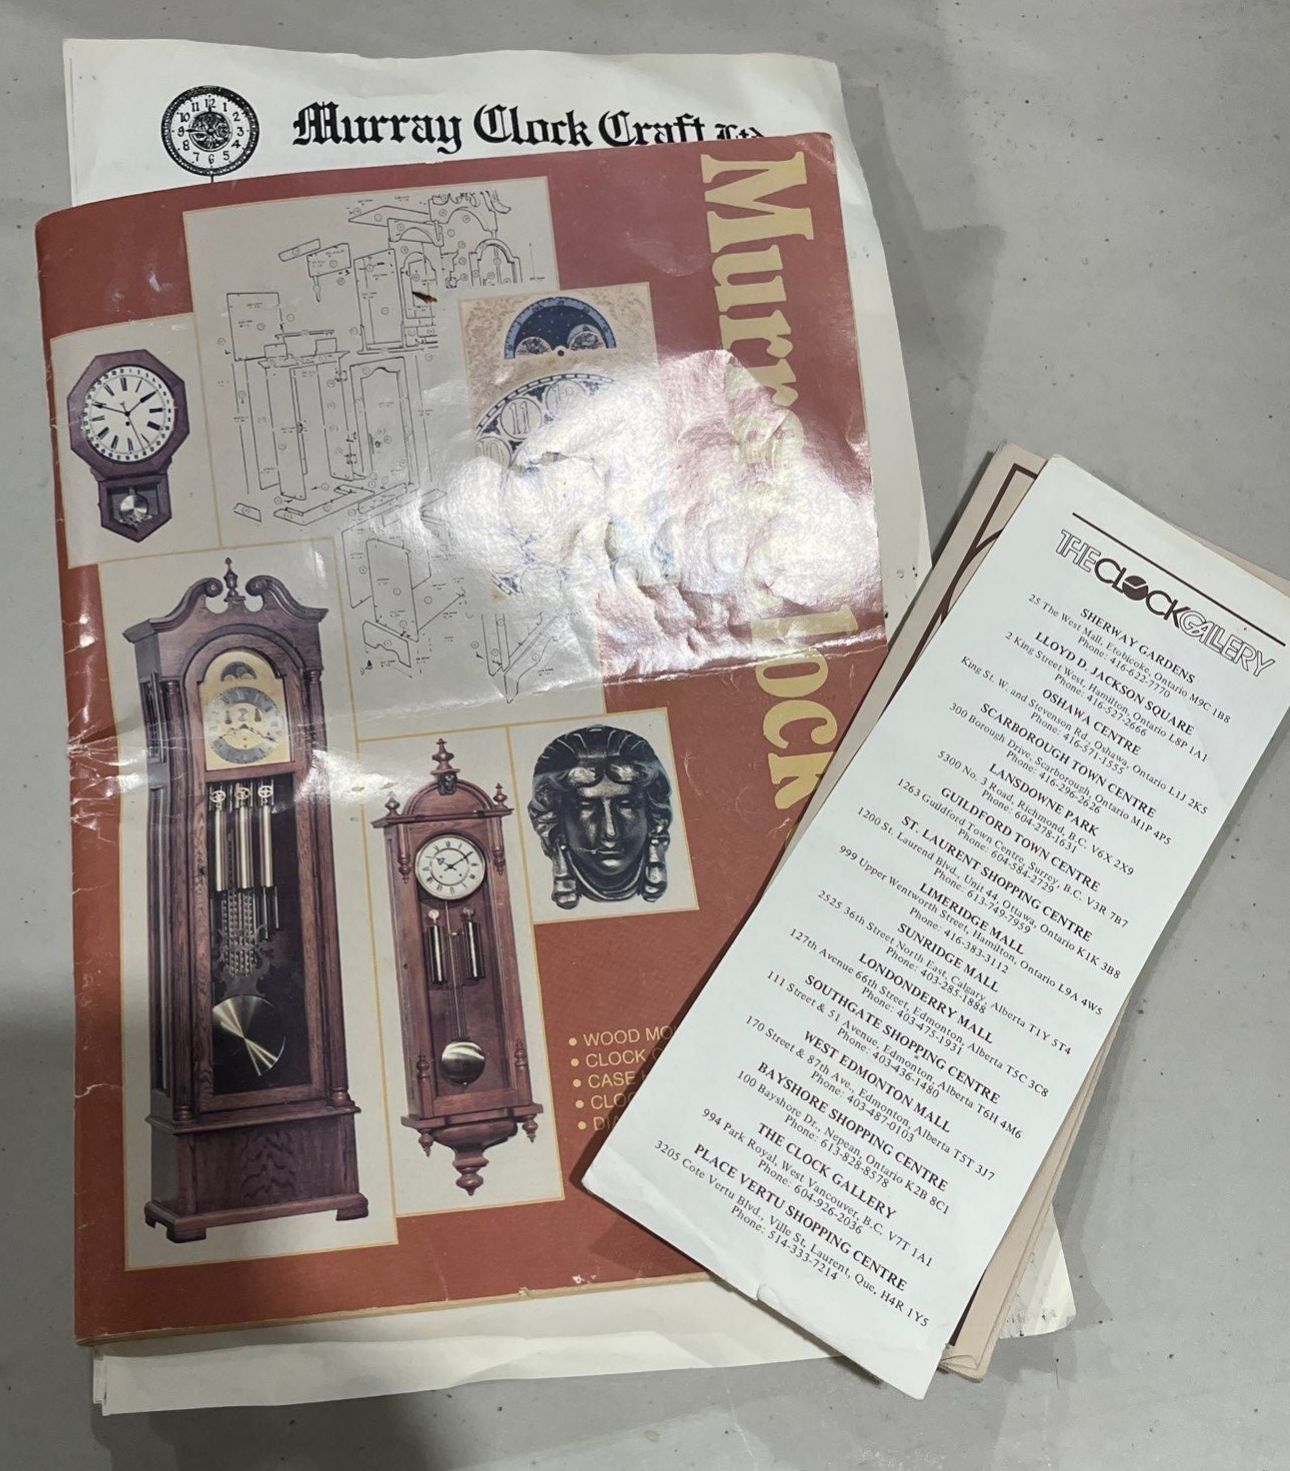 Murray Clock Craft Ltd.
Murray Clock
• WOOD
• CLOCK
• CASE
•
•
THE CLOCK GALLERY
SHERWAY GARDENS
25 The West Mall, Etobicoke, Ontario M9C 1B8
Phone: 416-622-7770
LLOYD D. JACKSON SQUARE
2 King Street West, Hamilton, Ontario L8P 1A1
Phone: 416-527-2666
OSHAWA CENTRE
King St. W. and Stevenson Rd., Oshawa, Ontario L1J 2K5
Phone: 416-571-1555
SCARBOROUGH TOWN CENTRE
300 Borough Drive, Scarborough, Ontario M1P 4P5
Phone: 416-296-2626
LANSDOWNE PARK
5300 No. 3 Road, Richmond, B.C. V6X 2X9
Phone: 604-278-1631
GUILDFORD TOWN CENTRE
1263 Guildford Town Centre, Surrey, B.C. V3R 7B7
Phone: 604-584-2729
ST. LAURENT SHOPPING CENTRE
1200 St. Laurend Blvd., Unit 44, Ottawa, Ontario K1K 3B8
Phone: 613-749-7959
LIMERIDGE MALL
999 Upper Wentworth Street, Hamilton, Ontario L9A 4W5
Phone: 416-383-3112
SUNRIDGE MALL
2525 36th Street North East, Calgary, Alberta T1Y 5T4
Phone: 403-285-1888
LONDONDERRY MALL
127th Avenue 66th Street, Edmonton, Alberta T5C 3C8
Phone: 403-475-1931
SOUTHGATE SHOPPING CENTRE
111 Street & 51 Avenue, Edmonton, Alberta T6H 4M6
Phone: 403-436-1480
WEST EDMONTON MALL
170 Street & 87th Ave., Edmonton, Alberta T5T 3J7
Phone: 403-487-0103
BAYSHORE SHOPPING CENTRE
100 Bayshore Dr., Nepean, Ontario K2B 8C1
Phone: 613-828-8578
THE CLOCK GALLERY
994 Park Royal, West Vancouver, B.C. V7T 1A1
Phone: 604-926-2036
PLACE VERTU SHOPPING CENTRE
3205 Cote Vertu Blvd., Ville St. Laurent, Que. H4R 1Y5
Phone: 514-333-7214